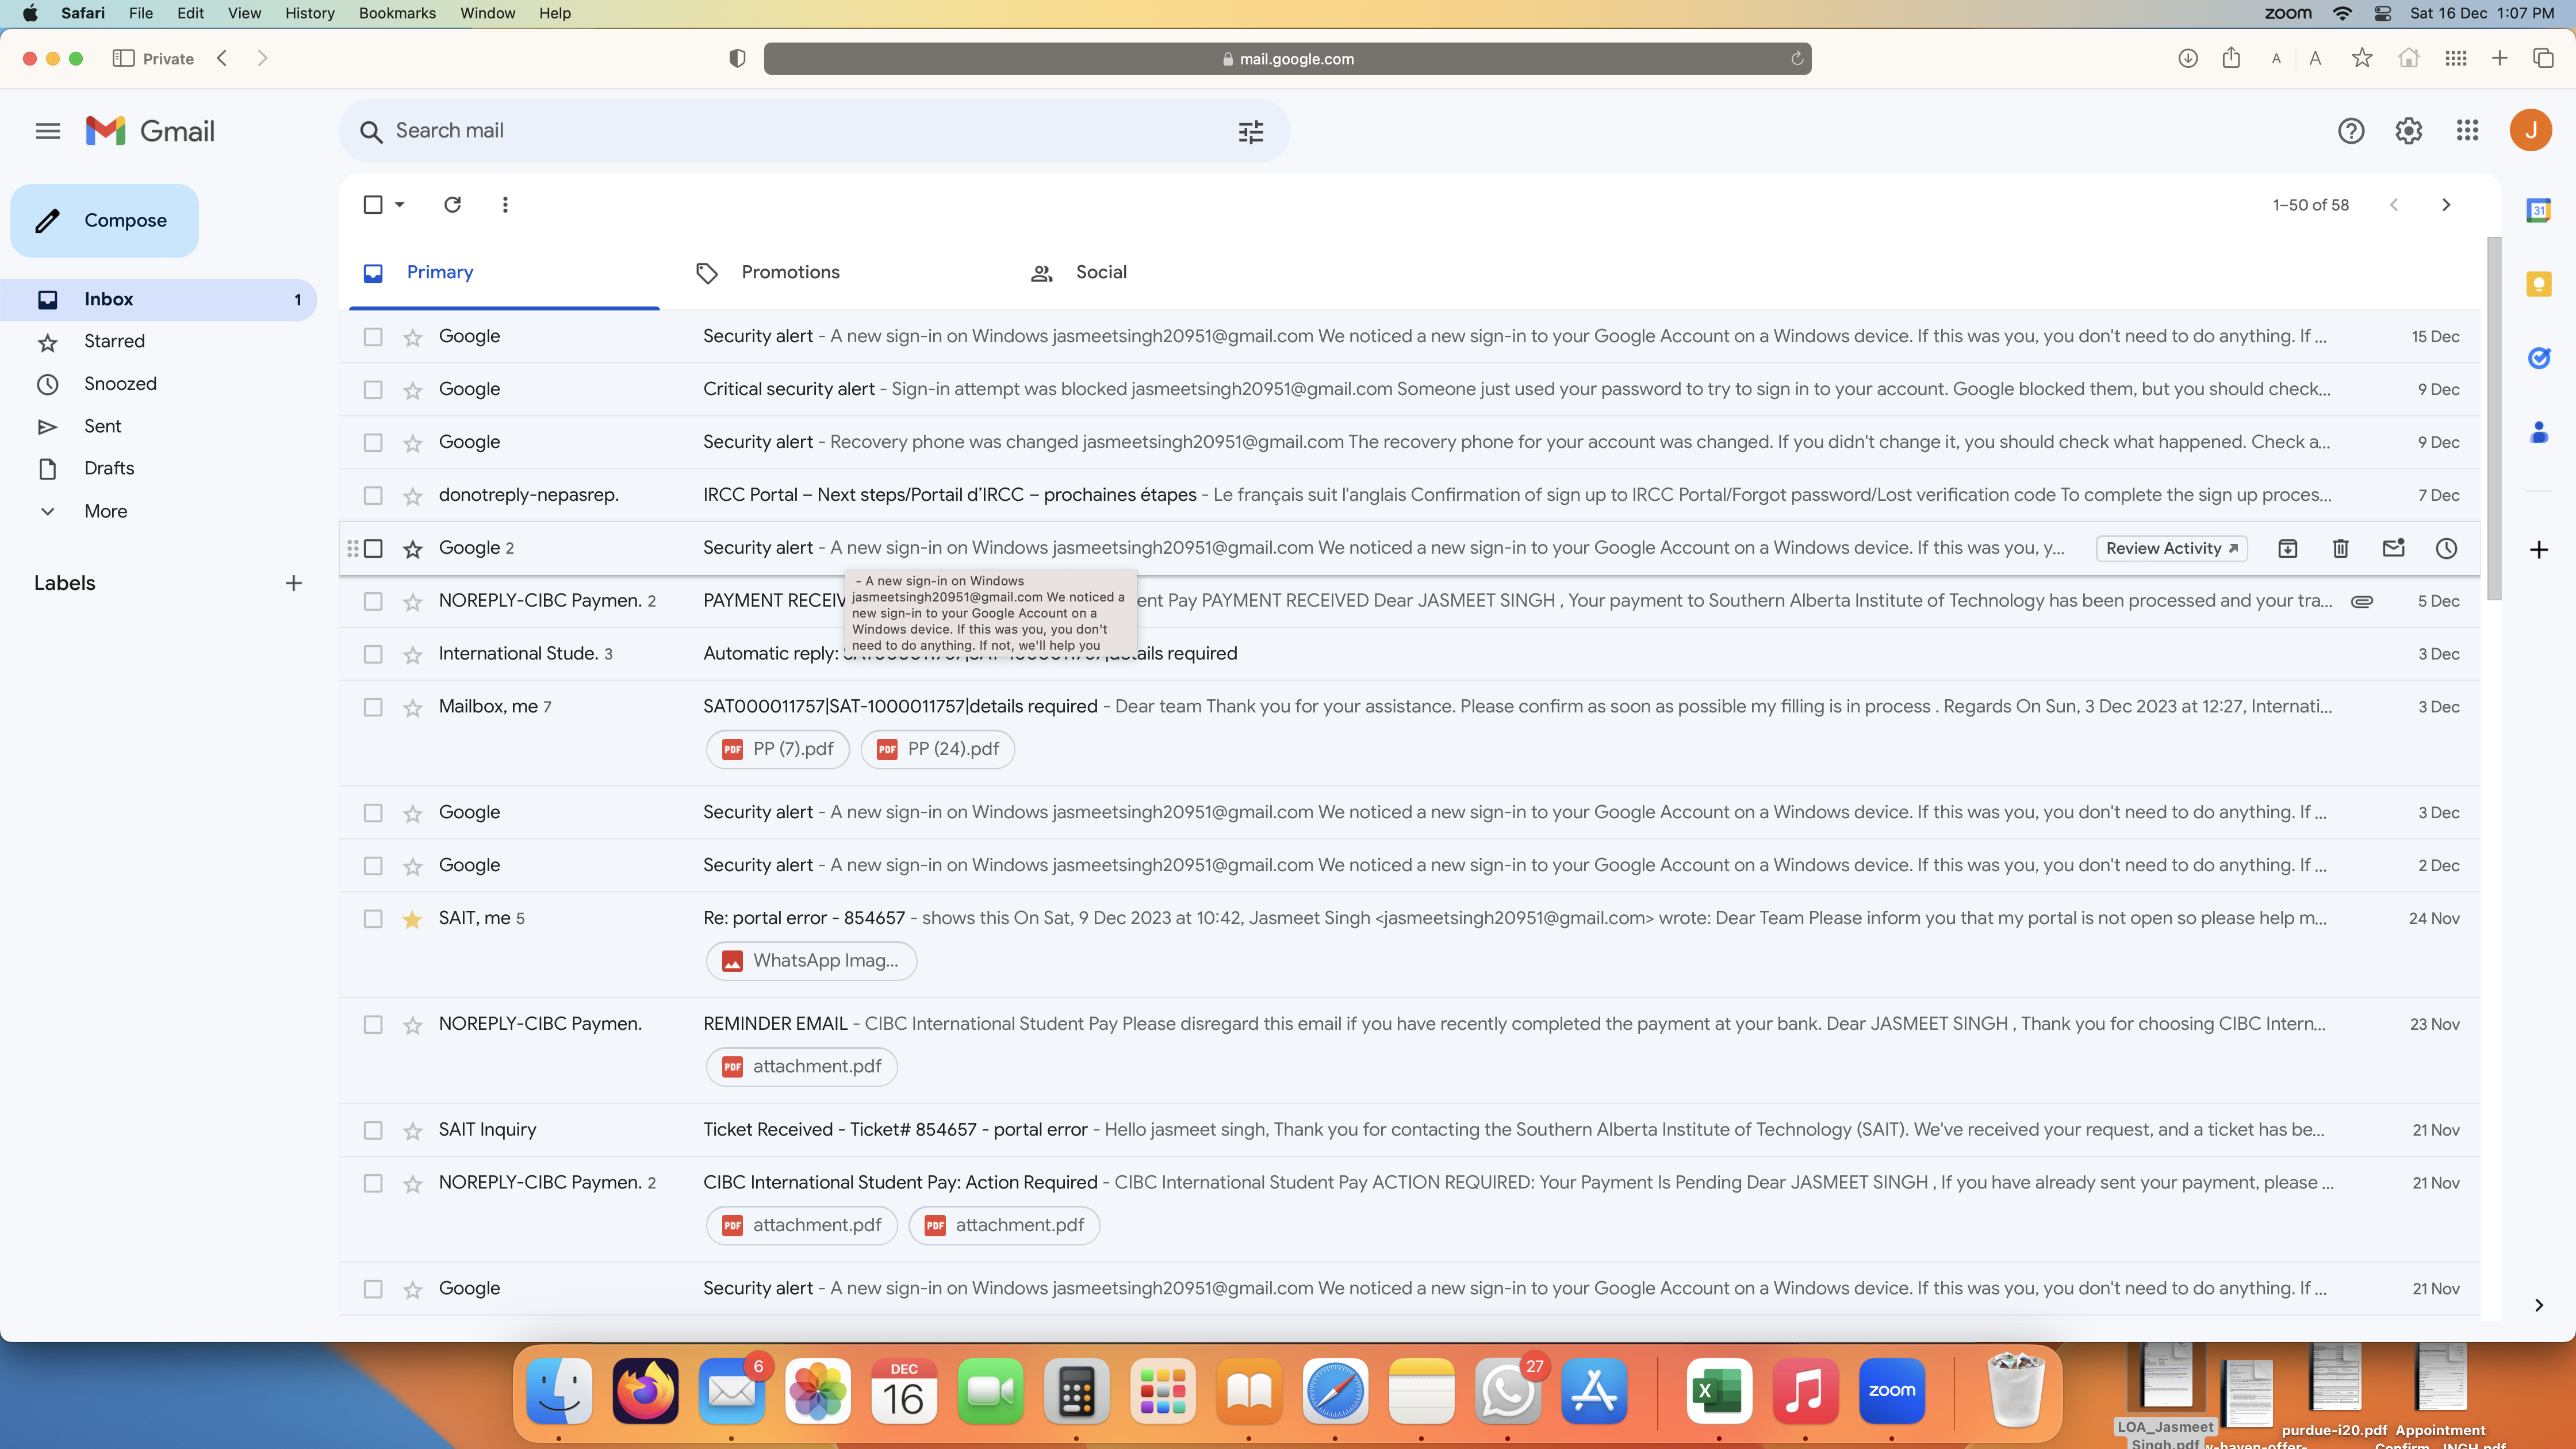 Safari File Edit View History Bookmarks Window Help zoom Sat 16 Dec 1:07 PM
Private mail.google.com A A
Gmail Search mail J
Compose 1–50 of 58 31
Primary Promotions Social
Inbox 1
Starred
Snoozed
Sent
Drafts
More
Labels
Google Security alert - A new sign-in on Windows jasmeetsingh20951@gmail.com We noticed a new sign-in to your Google Account on a Windows device. If this was you, you don't need to do anything. If ... 15 Dec
Google Critical security alert - Sign-in attempt was blocked jasmeetsingh20951@gmail.com Someone just used your password to try to sign in to your account. Google blocked them, but you should check... 9 Dec
Google Security alert - Recovery phone was changed jasmeetsingh20951@gmail.com The recovery phone for your account was changed. If you didn't change it, you should check what happened. Check a... 9 Dec
donotreply-nepasrep. IRCC Portal – Next steps/Portail d’IRCC – prochaines étapes - Le français suit l'anglais Confirmation of sign up to IRCC Portal/Forgot password/Lost verification code To complete the sign up proces... 7 Dec
Google 2 Security alert - A new sign-in on Windows jasmeetsingh20951@gmail.com We noticed a new sign-in to your Google Account on a Windows device. If this was you, y... Review Activity
- A new sign-in on Windows
jasmeetsingh20951@gmail.com We noticed a
new sign-in to your Google Account on a
Windows device. If this was you, you don't
need to do anything. If not, we'll help you
NOREPLY-CIBC Paymen. 2 PAYMENT Pay PAYMENT RECEIVED Dear JASMEET SINGH , Your payment to Southern Alberta Institute of Technology has been processed and your tra... 5 Dec
International Stude. 3 Automatic reply: required 3 Dec
Mailbox, me 7 SAT000011757|SAT-1000011757|details required - Dear team Thank you for your assistance. Please confirm as soon as possible my filling is in process . Regards On Sun, 3 Dec 2023 at 12:27, Internati... 3 Dec
PDF PP (7).pdf PDF PP (24).pdf
Google Security alert - A new sign-in on Windows jasmeetsingh20951@gmail.com We noticed a new sign-in to your Google Account on a Windows device. If this was you, you don't need to do anything. If ... 3 Dec
Google Security alert - A new sign-in on Windows jasmeetsingh20951@gmail.com We noticed a new sign-in to your Google Account on a Windows device. If this was you, you don't need to do anything. If ... 2 Dec
SAIT, me 5 Re: portal error - 854657 - shows this On Sat, 9 Dec 2023 at 10:42, Jasmeet Singh <jasmeetsingh20951@gmail.com> wrote: Dear Team Please inform you that my portal is not open so please help m... 24 Nov
WhatsApp Imag...
NOREPLY-CIBC Paymen. REMINDER EMAIL - CIBC International Student Pay Please disregard this email if you have recently completed the payment at your bank. Dear JASMEET SINGH , Thank you for choosing CIBC Intern... 23 Nov
PDF attachment.pdf
SAIT Inquiry Ticket Received - Ticket# 854657 - portal error - Hello jasmeet singh, Thank you for contacting the Southern Alberta Institute of Technology (SAIT). We've received your request, and a ticket has be... 21 Nov
NOREPLY-CIBC Paymen. 2 CIBC International Student Pay: Action Required - CIBC International Student Pay ACTION REQUIRED: Your Payment Is Pending Dear JASMEET SINGH , If you have already sent your payment, please ... 21 Nov
PDF attachment.pdf PDF attachment.pdf
Google Security alert - A new sign-in on Windows jasmeetsingh20951@gmail.com We noticed a new sign-in to your Google Account on a Windows device. If this was you, you don't need to do anything. If ... 21 Nov
6 DEC 16 27 X zoom
LOA_Jasmeet purdue-i20.pdf Appointment
Singh.pdf